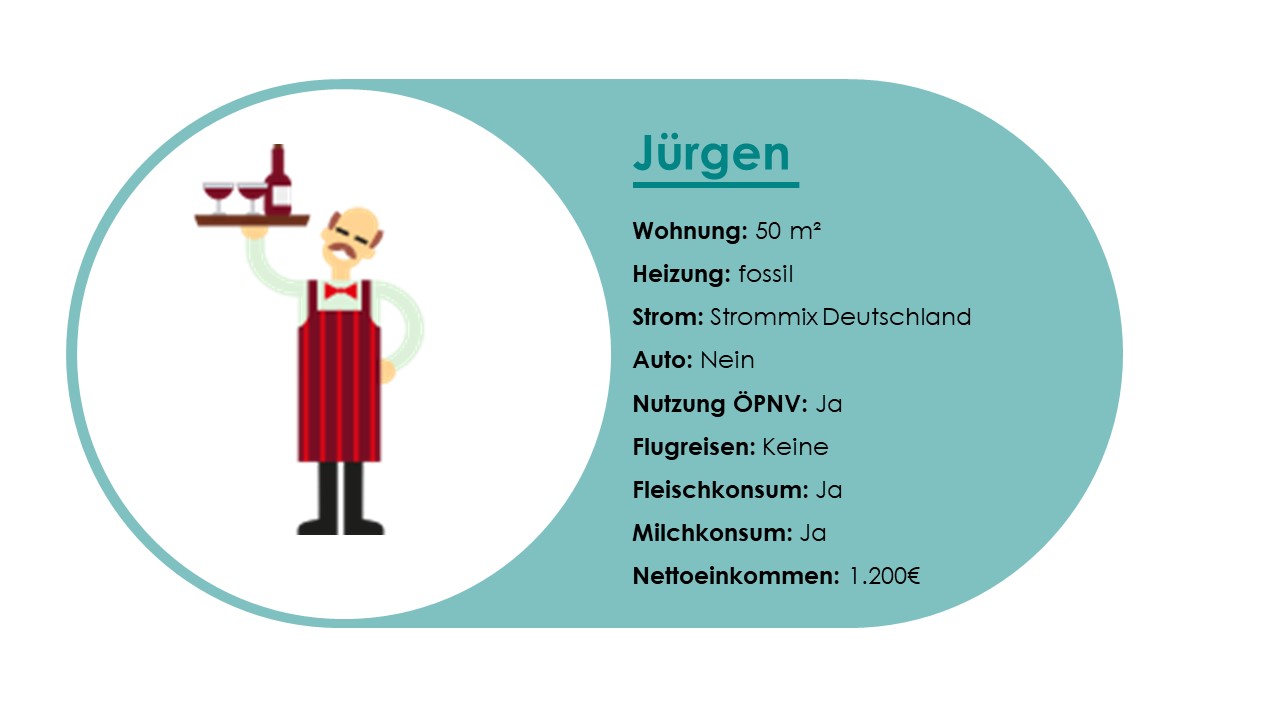 Jürgen
Wohnung: 50 m²
Heizung: fossil
Strom: Strommix Deutschland
Auto: Nein
Nutzung ÖPNV: Ja
Flugreisen: Keine
Fleischkonsum: Ja
Milchkonsum: Ja
Nettoeinkommen: 1.200€